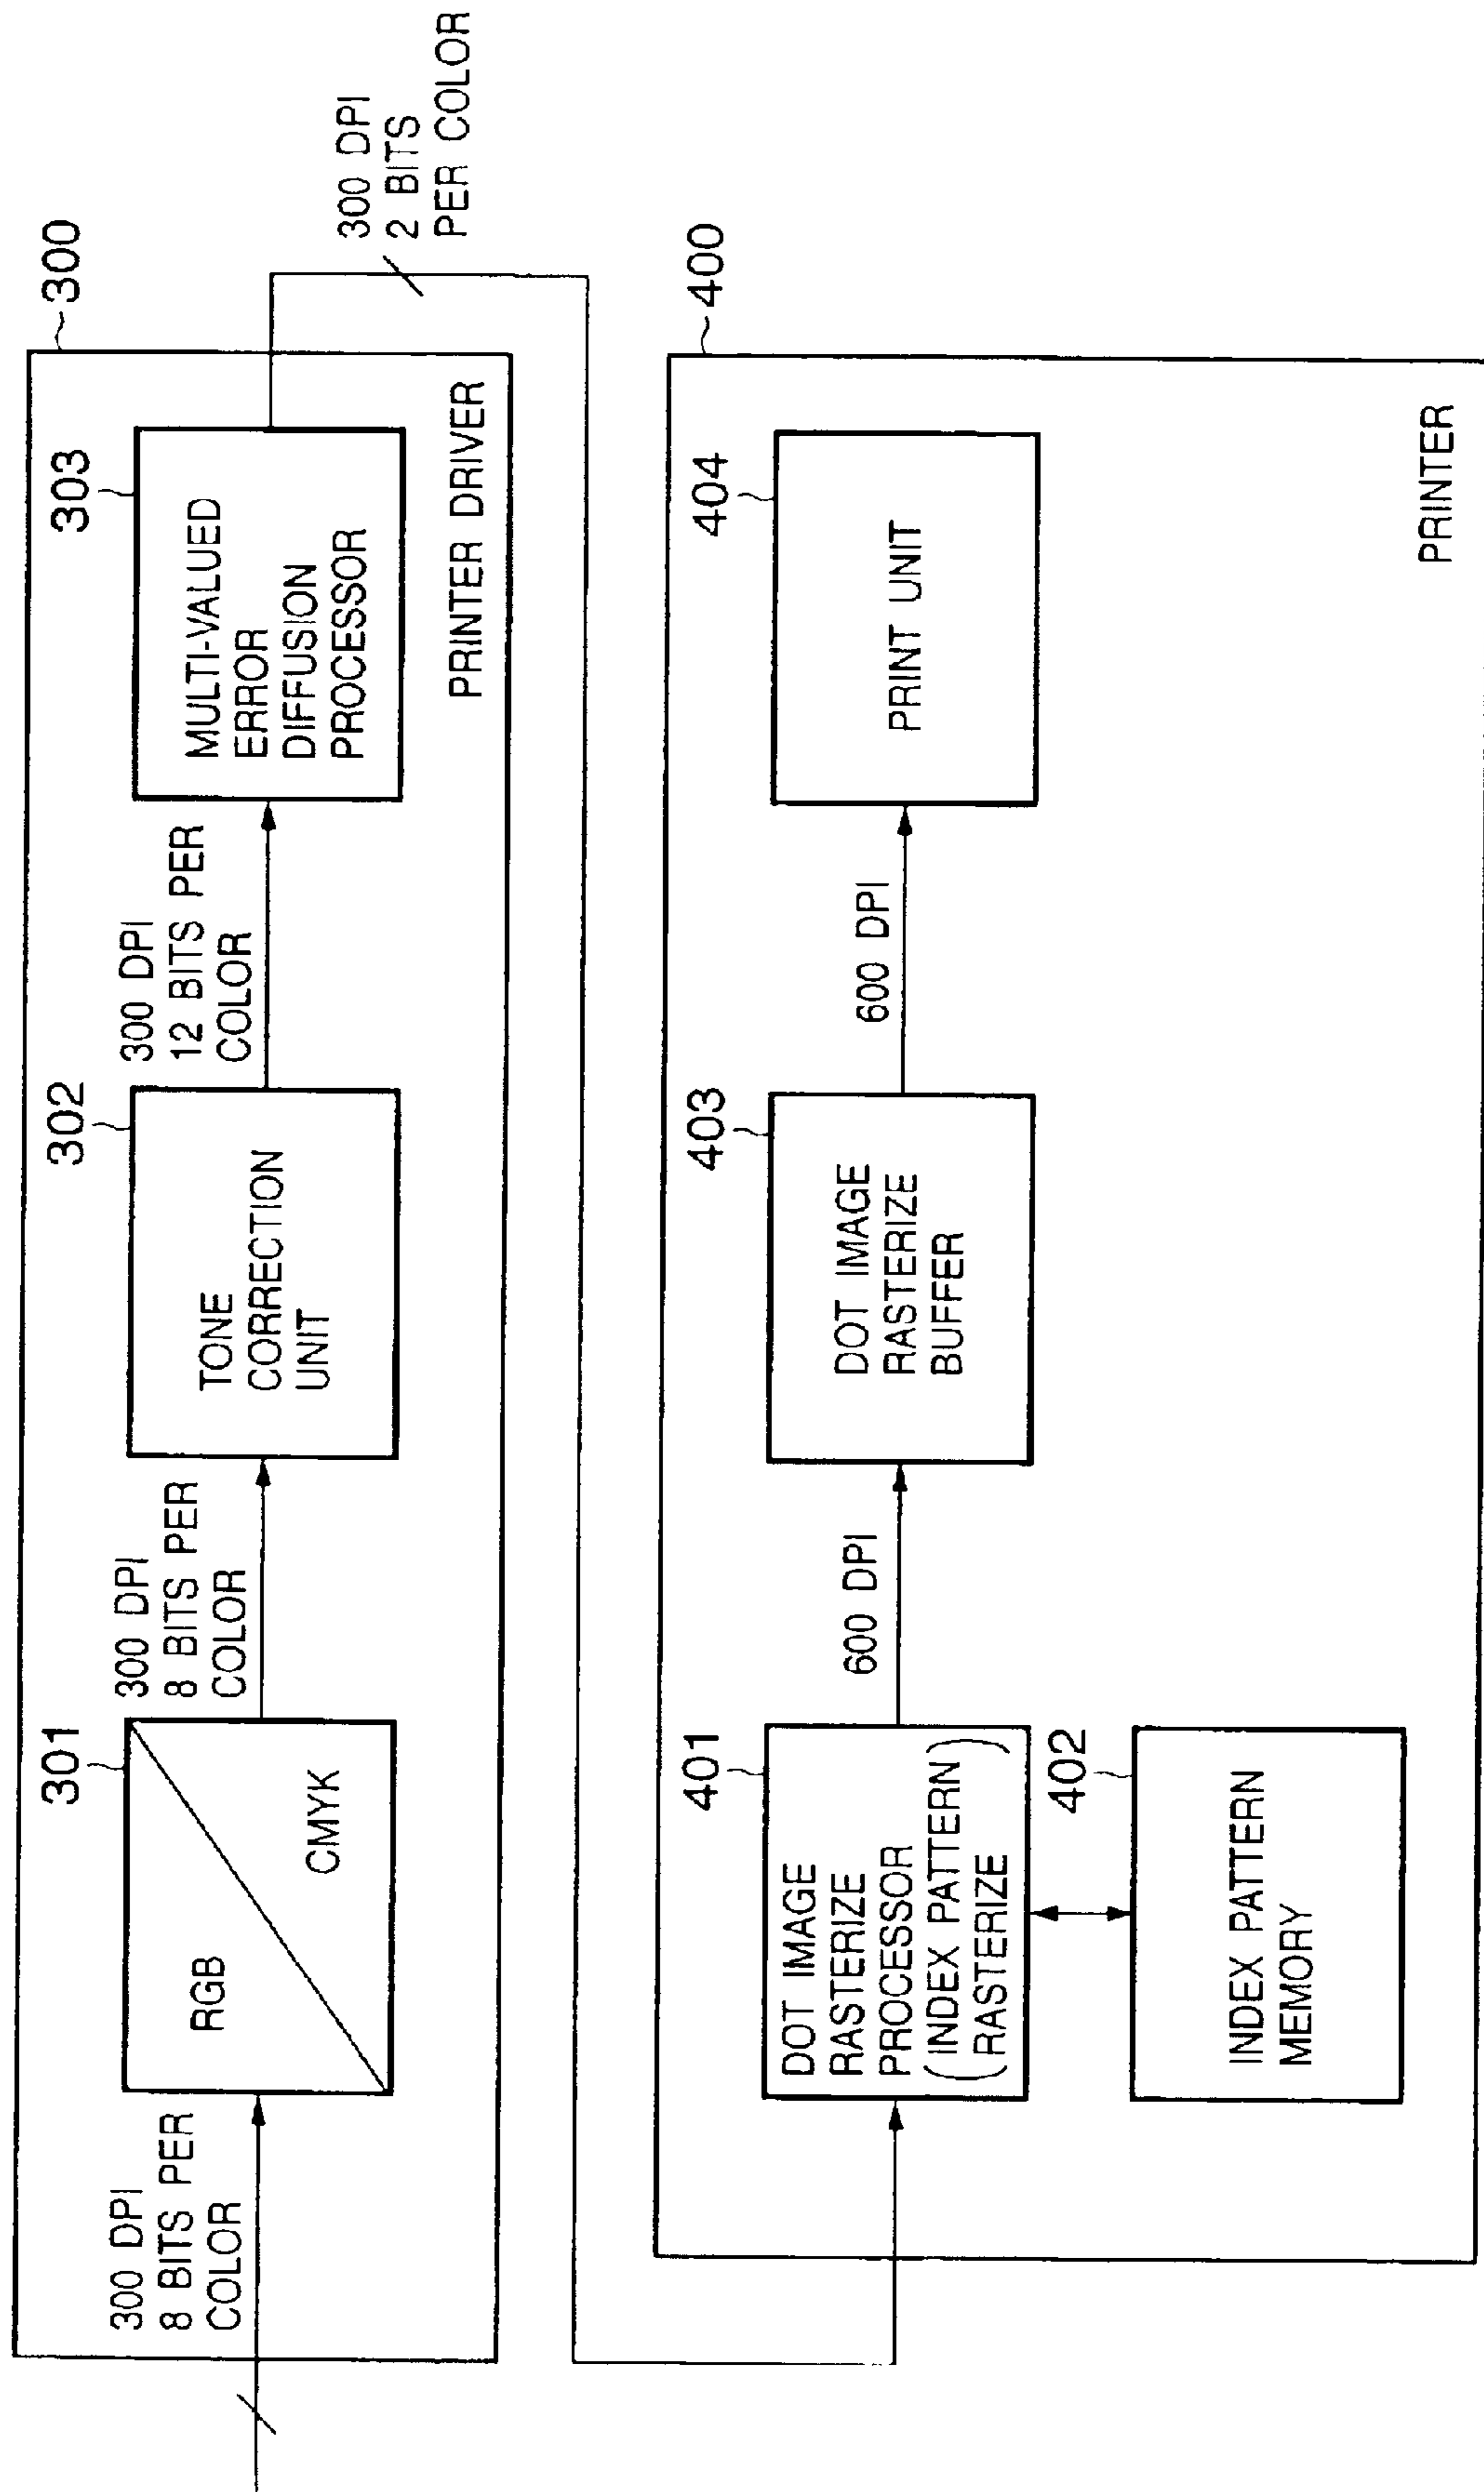 300 DPI
8 BITS PER
COLOR
301
RGB
CMYK
300 DPI
8 BITS PER
COLOR
302
TONE
CORRECTION
UNIT
300 DPI
12 BITS PER
COLOR
303
MULTI-VALUED
ERROR
DIFFUSION
PROCESSOR
PRINTER DRIVER
300
300 DPI
2 BITS
PER COLOR
401
DOT IMAGE
RASTERIZE
PROCESSOR
(INDEX PATTERN
RASTERIZE)
402
INDEX PATTERN
MEMORY
600 DPI
403
DOT IMAGE
RASTERIZE
BUFFER
600 DPI
404
PRINT UNIT
PRINTER
400